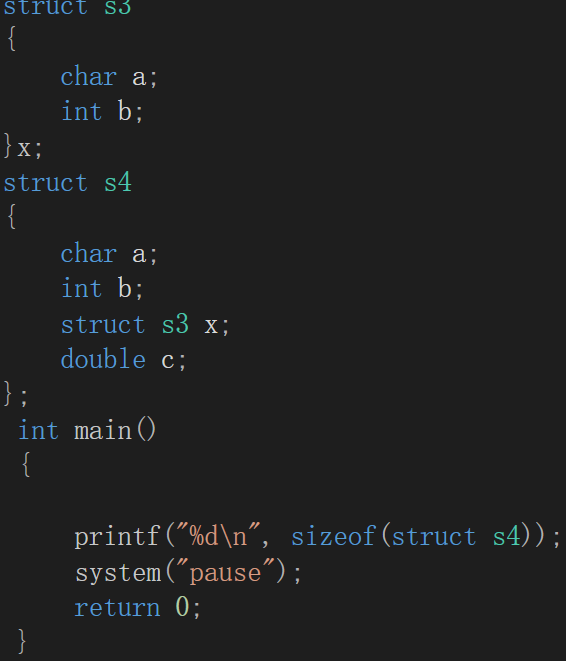 struct s3
{
    char a;
    int b;
}x;
struct s4
{
    char a;
    int b;
    struct s3 x;
    double c;
};
int main()
{
    printf("%d\n", sizeof(struct s4));
    system("pause");
    return 0;
}